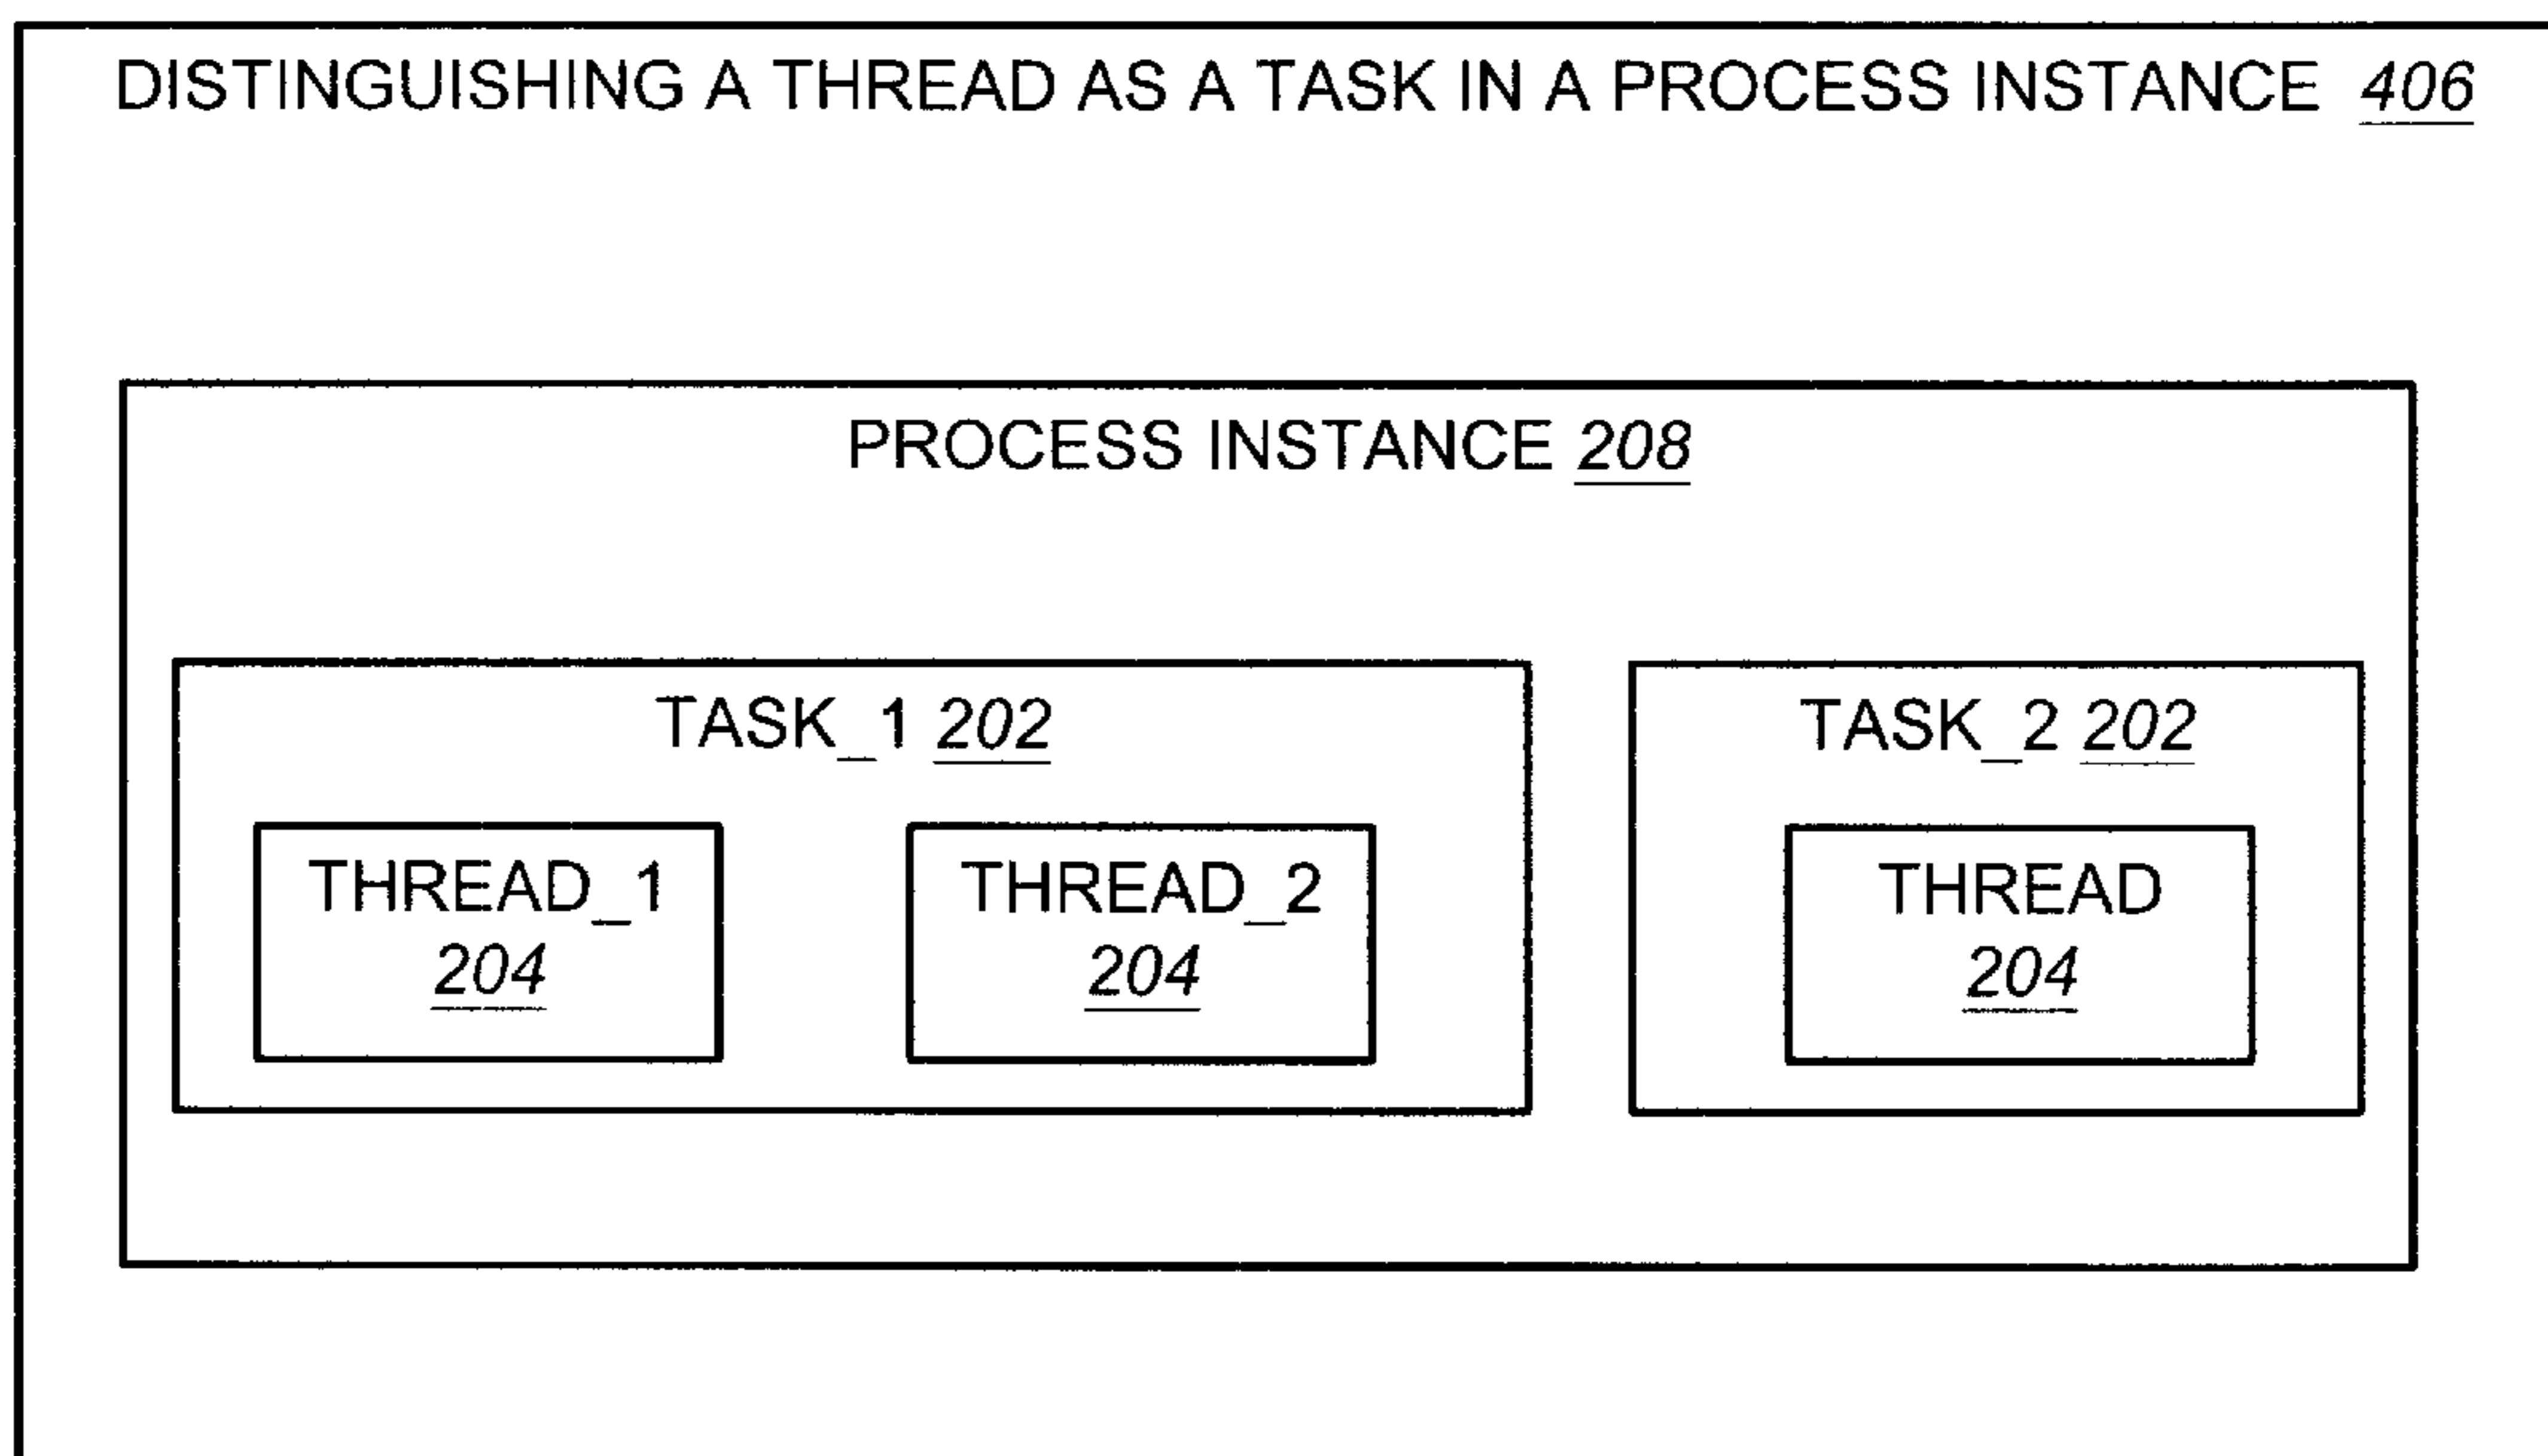 DISTINGUISHING A THREAD AS A TASK IN A PROCESS INSTANCE 406
PROCESS INSTANCE 208
TASK_1 202
THREAD_1
204
THREAD_2
204
TASK_2 202
THREAD
204